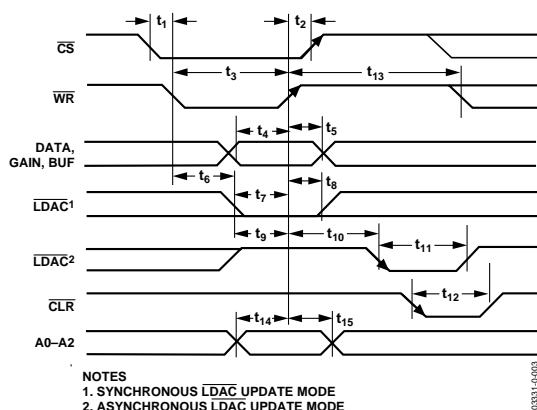 t1
t2
CS
t3
t13
WR
t4
t5
DATA,
GAIN, BUF
t6
t7
t8
LDAC1
t9
t10
t11
LDAC2
t12
CLR
t14
t15
A0–A2
NOTES
1. SYNCHRONOUS LDAC UPDATE MODE
2. ASYNCHRONOUS LDAC UPDATE MODE
03331-0-003